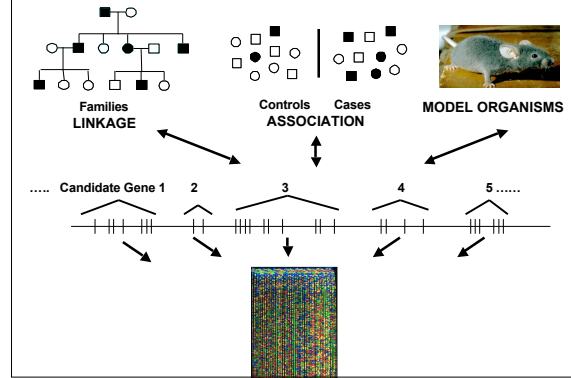 Families
LINKAGE
Controls Cases
ASSOCIATION
MODEL ORGANISMS
..... Candidate Gene 1 2 3 4 5 ......